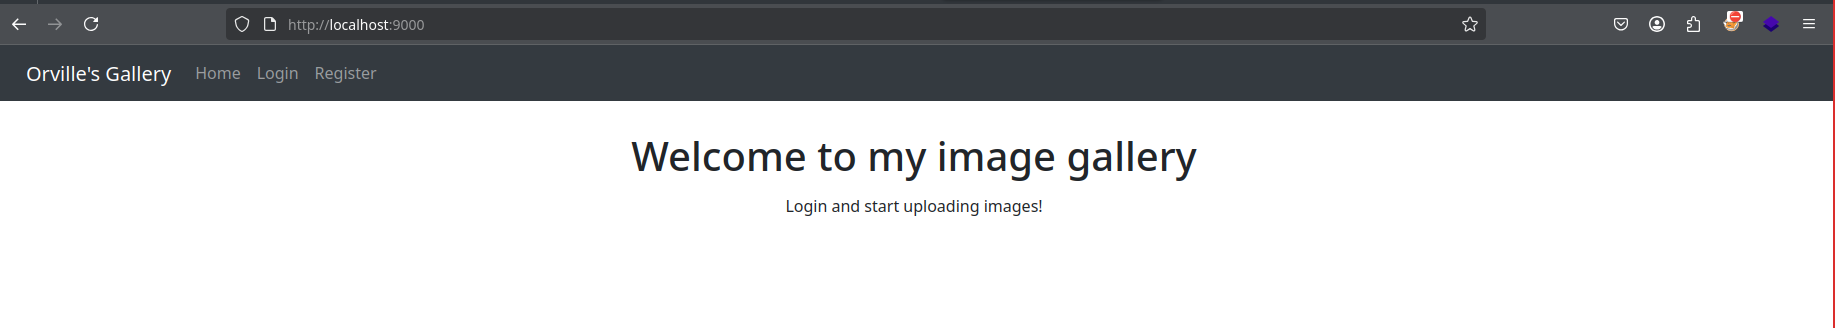 http://localhost:9000
Orville's Gallery Home Login Register
Welcome to my image gallery
Login and start uploading images!